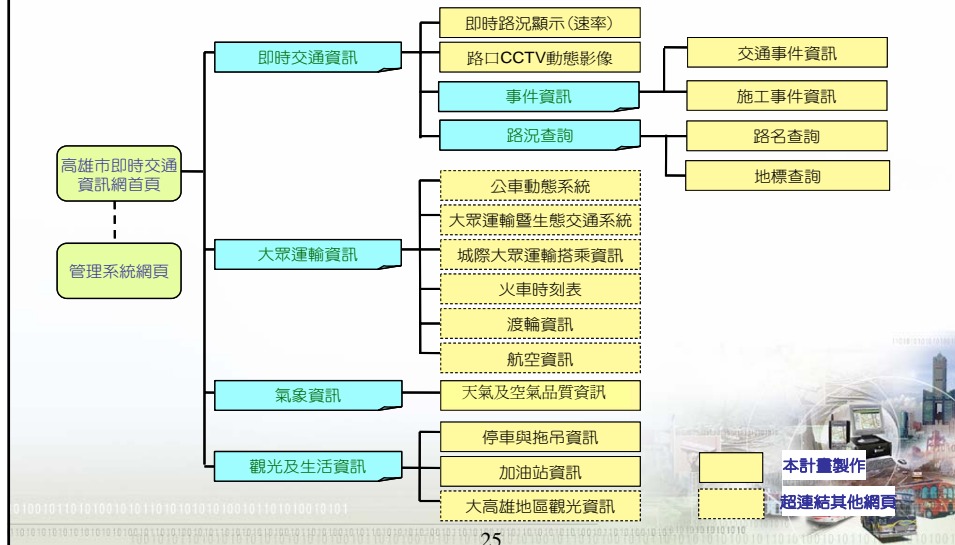 高雄市即時交通
資訊網首頁
管理系統網頁
即時交通資訊
即時路況顯示(速率)
路口CCTV動態影像
事件資訊
交通事件資訊
施工事件資訊
路況查詢
路名查詢
地標查詢
大眾運輸資訊
公車動態系統
大眾運輸暨生態交通系統
城際大眾運輸搭乘資訊
火車時刻表
渡輪資訊
航空資訊
氣象資訊
天氣及空氣品質資訊
觀光及生活資訊
停車與拖吊資訊
加油站資訊
大高雄地區觀光資訊
本計畫製作
超連結其他網頁
25